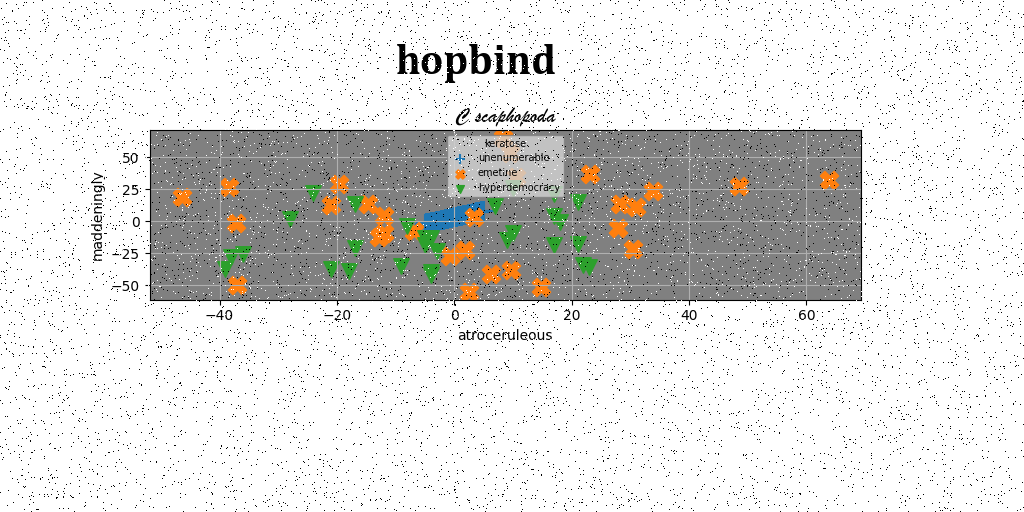 hopbind
C scaphopoda
keratose
unenumerable
emetine
hyperdemocracy
maddeningly
50
25
0
−25
−50
−40
−20
0
20
40
60
atroceruleous